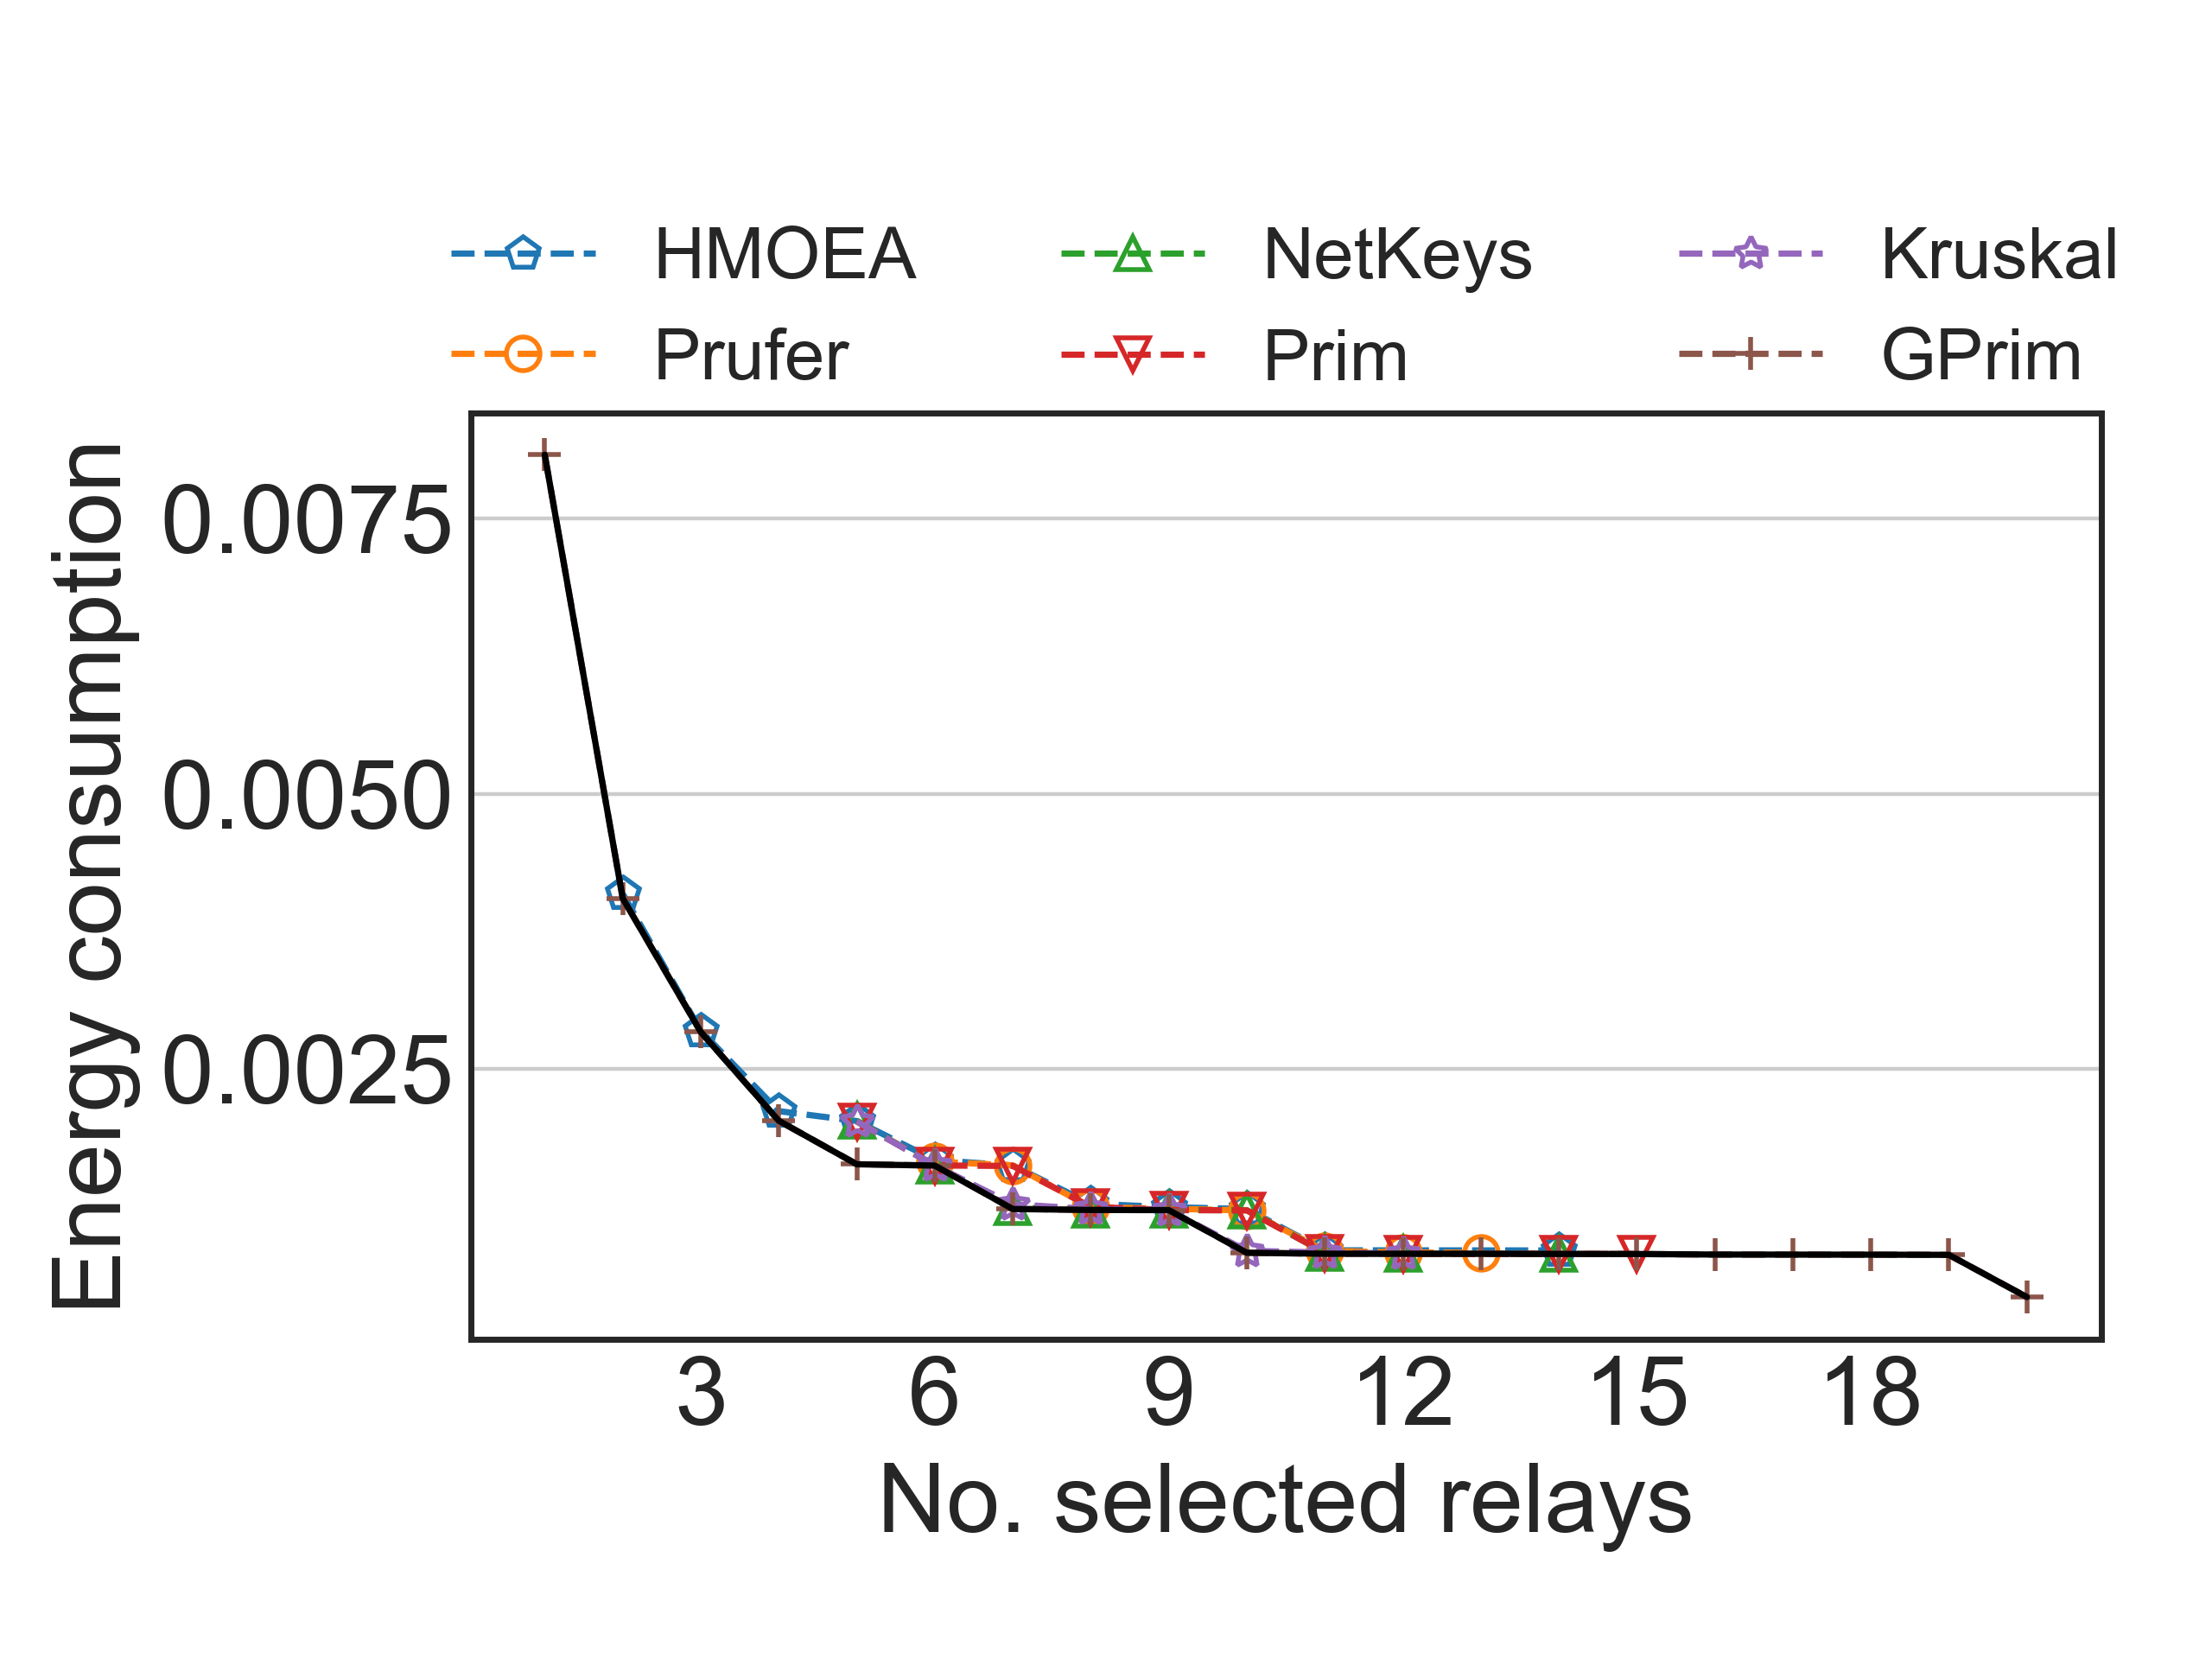 HMOEA NetKeys Kruskal
Prufer Prim GPrim
Energy consumption
0.0075
0.0050
0.0025
3 6 9 12 15 18
No. selected relays